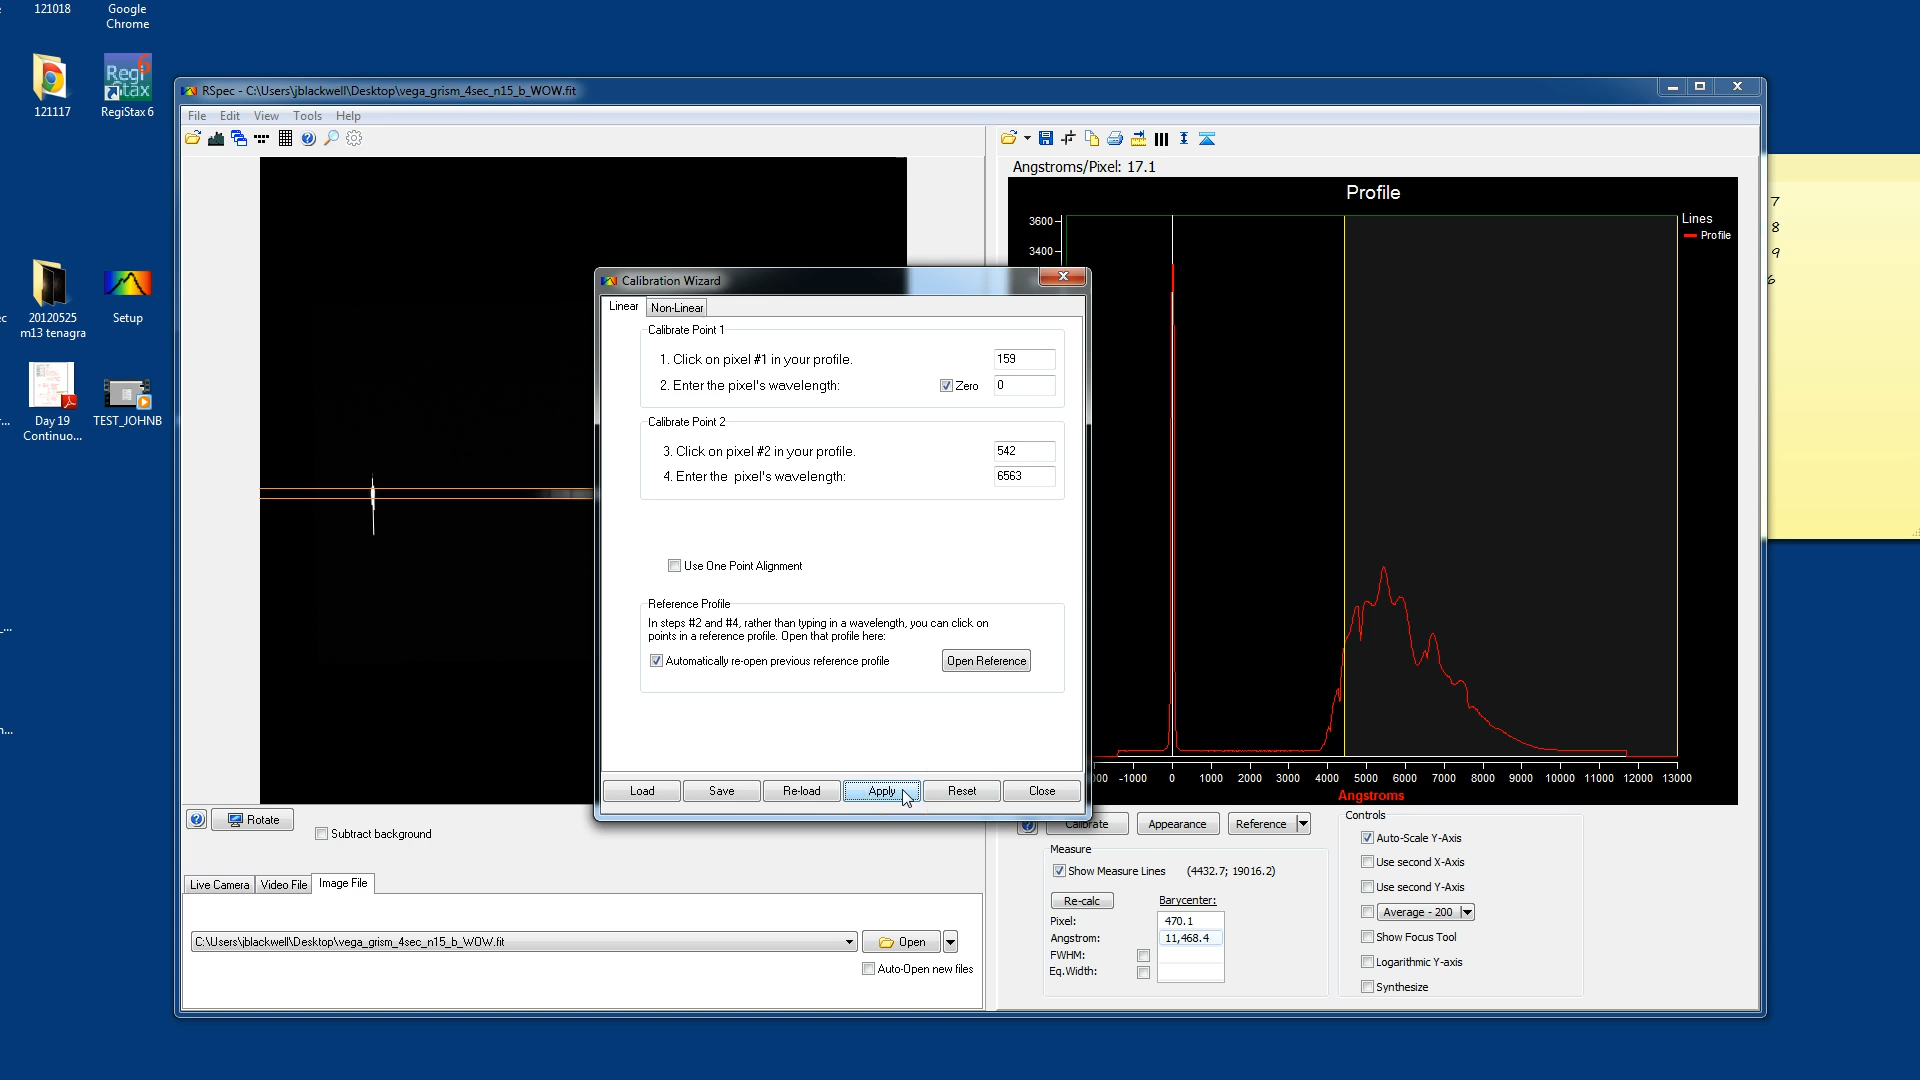 121018
Google
Chrome
121117
RegiStax 6
RSpec - C:\Users\jblackwell\Desktop\vega_grism_4sec_n15_b_WOW.fit
File Edit View Tools Help
Angstroms/Pixel: 17.1
Profile
3600
3400
Lines
Profile
7
8
9
6
20120525
m13 tenagra
Setup
Day 19
Continuo...
TEST_JOHNB
Calibration Wizard
Linear
Non-Linear
Calibrate Point 1
1. Click on pixel #1 in your profile.
159
2. Enter the pixel's wavelength:
Zero
0
Calibrate Point 2
3. Click on pixel #2 in your profile.
542
4. Enter the pixel's wavelength:
6563
Use One Point Alignment
Reference Profile
In steps #2 and #4, rather than typing in a wavelength, you can click on
points in a reference profile. Open that profile here:
Automatically re-open previous reference profile
Open Reference
Load
Save
Re-load
Apply
Reset
Close
-1000 0 1000 2000 3000 4000 5000 6000 7000 8000 9000 10000 11000 12000 13000
Angstroms
Rotate
Subtract background
Live Camera
Video File
Image File
C:\Users\jblackwell\Desktop\vega_grism_4sec_n15_b_WOW.fit
Open
Auto-Open new files
Calibrate
Appearance
Reference
Measure
Show Measure Lines
(4432.7; 19016.2)
Re-calc
Barycenter:
Pixel:
470.1
Angstrom:
11,468.4
FWHM:
Eq.Width:
Controls
Auto-Scale Y-Axis
Use second X-Axis
Use second Y-Axis
Average - 200
Show Focus Tool
Logarithmic Y-axis
Synthesize